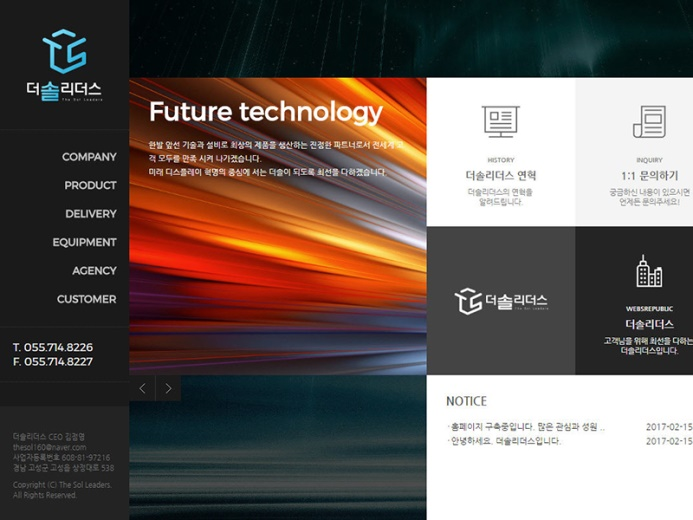 더솔리더스
The Sol Leaders
COMPANY
PRODUCT
DELIVERY
EQUIPMENT
AGENCY
CUSTOMER
T. 055.714.8226
F. 055.714.8227
더솔리더스 CEO 김점영
thesol160@naver.com
사업자등록번호 608-81-97216
경남 고성군 고성읍 상정대로 538
Copyright (C) The Sol Leaders.
All Rights Reserved.
Future technology
한발 앞선 기술과 설비로 최상의 제품을 생산하는 진정한 파트너로서 전세계 고
객 모두를 만족 시켜 나가겠습니다.
미래 디스플레이 혁명의 중심에 서는 더솔이 되도록 최선을 다하겠습니다.
HISTORY
더솔리더스 연혁
더솔리더스의 연혁을
알려드립니다.
INQUIRY
1:1 문의하기
궁금하신 내용이 있으시면
언제든 문의주세요!
더솔리더스
The Sol Leaders
WEBSREPUBLIC
더솔리더스
고객님을 위해 최선을 다하는
더솔리더스입니다.
NOTICE
· 홈페이지 구축중입니다. 많은 관심과 성원 .. 2017-02-15
· 안녕하세요. 더솔리더스입니다. 2017-02-15